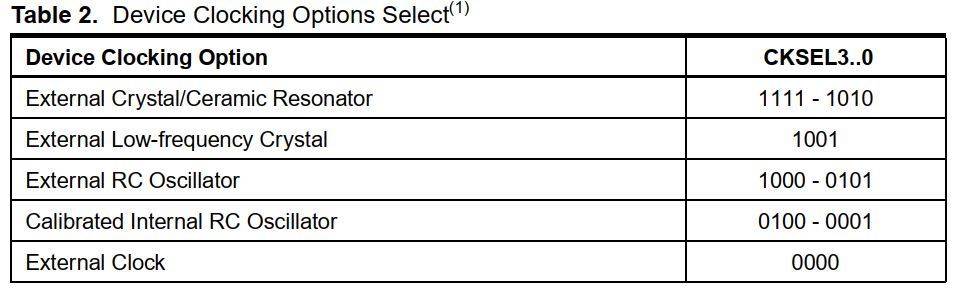 Table 2. Device Clocking Options Select(1)
Device Clocking Option CKSEL3..0
External Crystal/Ceramic Resonator 1111 - 1010
External Low-frequency Crystal 1001
External RC Oscillator 1000 - 0101
Calibrated Internal RC Oscillator 0100 - 0001
External Clock 0000